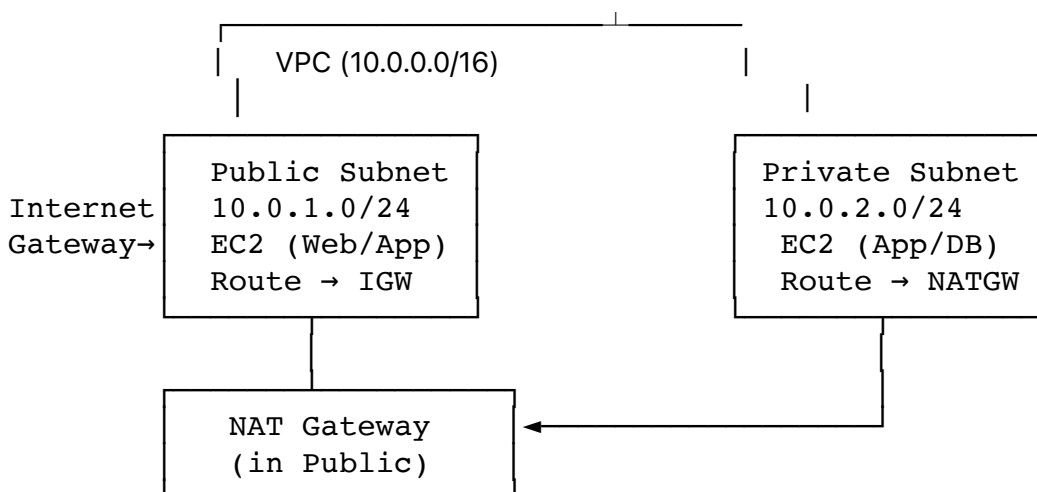 VPC (10.0.0.0/16)
Public Subnet
10.0.1.0/24
EC2 (Web/App)
Route → IGW
Internet
Gateway→
Private Subnet
10.0.2.0/24
EC2 (App/DB)
Route → NATGW
NAT Gateway
(in Public)